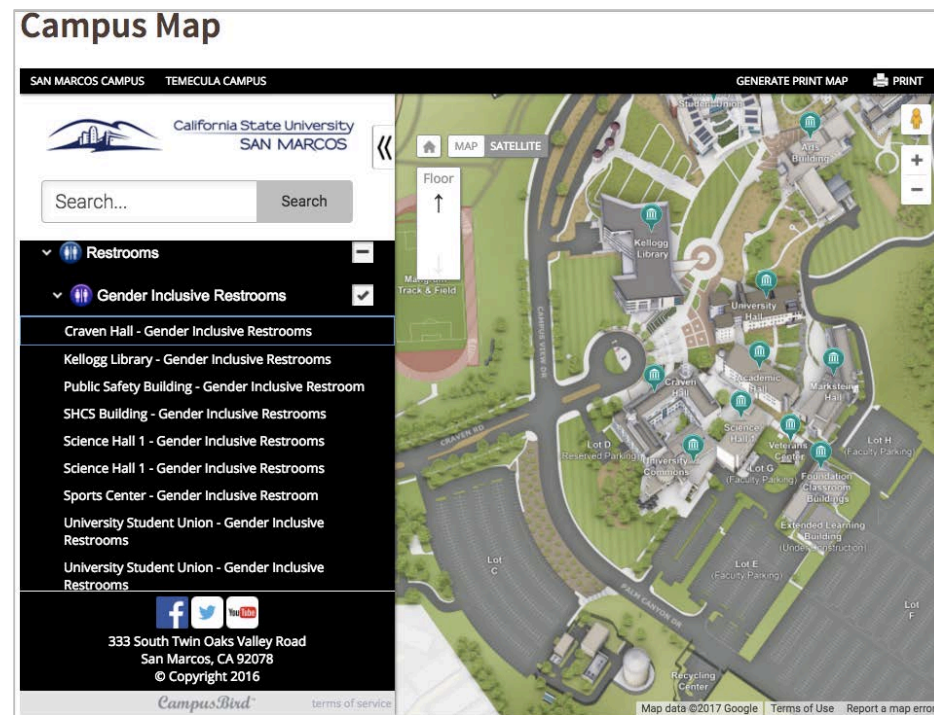 Campus Map
SAN MARCOS CAMPUS
TEMECULA CAMPUS
GENERATE PRINT MAP
PRINT
California State University
SAN MARCOS
Search...
Search
Restrooms
Gender Inclusive Restrooms
Craven Hall - Gender Inclusive Restrooms
Kellogg Library - Gender Inclusive Restrooms
Public Safety Building - Gender Inclusive Restroom
SHCS Building - Gender Inclusive Restrooms
Science Hall 1 - Gender Inclusive Restrooms
Science Hall 1 - Gender Inclusive Restrooms
Sports Center - Gender Inclusive Restroom
University Student Union - Gender Inclusive
Restrooms
University Student Union - Gender Inclusive
Restrooms
333 South Twin Oaks Valley Road
San Marcos, CA 92078
© Copyright 2016
CampusBird
terms of service
MAP
SATELLITE
Floor
Student Union
Arts
Building
Kellogg
Library
Track & Field
CAMPUS VIEW DR
University
Hall
Academic
Hall
Markstein
Hall
Craven
Hall
Science
Hall 1
Veterans
Center
CRAVEN RD
Lot D
(Reserved Parking)
University
Commons
Lot G
(Faculty Parking)
Lot H
(Faculty Parking)
Foundation
Classroom
Buildings
Extended Learning
Building
(Under Construction)
Lot
C
Lot E
(Faculty Parking)
PALM CANYON DR
Lot
F
Recycling
Center
Map data ©2017 Google
Terms of Use
Report a map error
You Tube